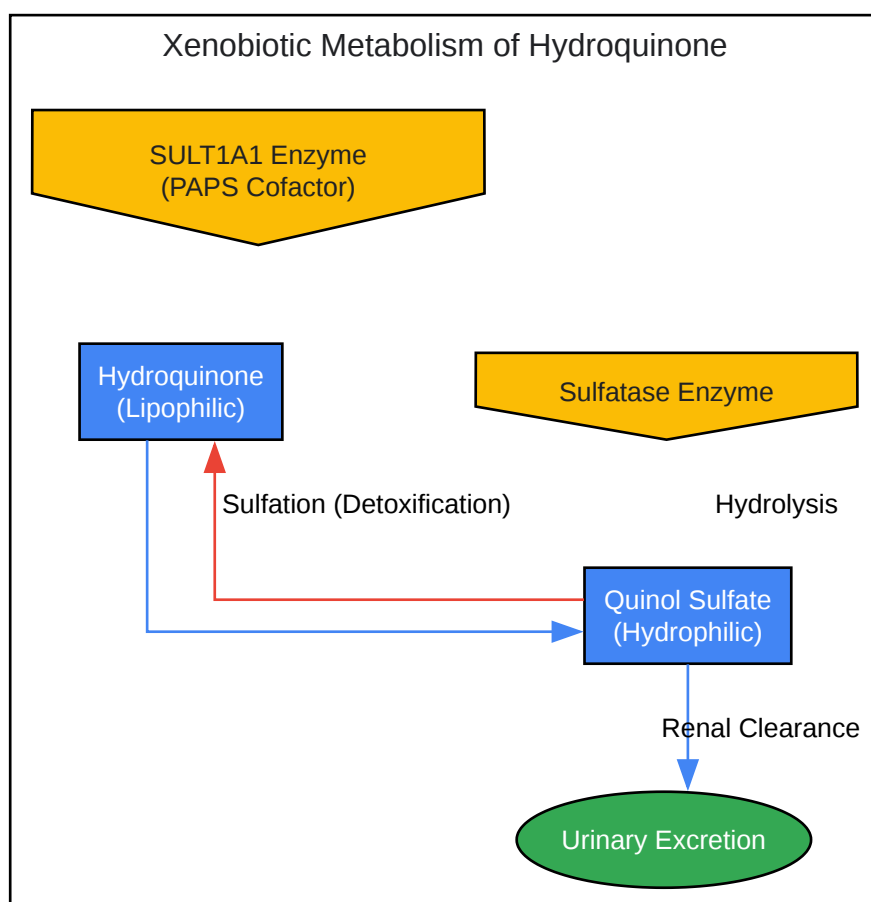 Xenobiotic Metabolism of Hydroquinone
SULT1A1 Enzyme
(PAPS Cofactor)
Hydroquinone
(Lipophilic)
Sulfatase Enzyme
Sulfation (Detoxification)
Hydrolysis
Quinol Sulfate
(Hydrophilic)
Renal Clearance
Urinary Excretion